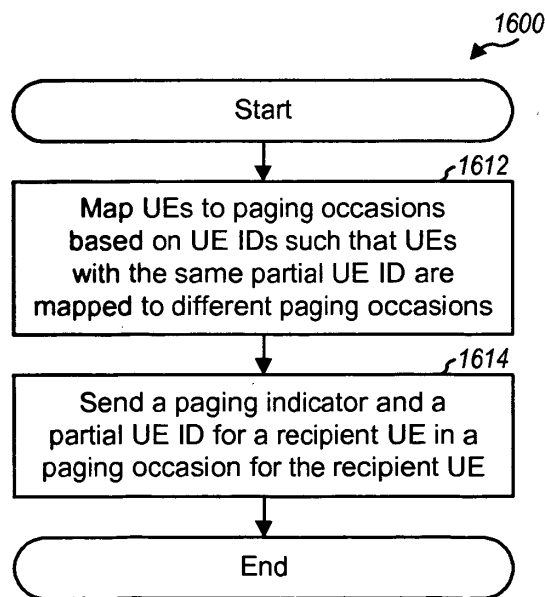 1600
Start
1612
Map UEs to paging occasions
based on UE IDs such that UEs
with the same partial UE ID are
mapped to different paging occasions
1614
Send a paging indicator and a
partial UE ID for a recipient UE in a
paging occasion for the recipient UE
End